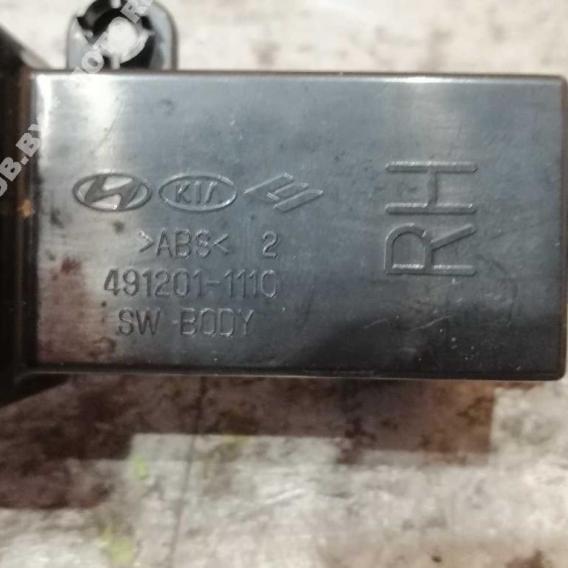 KIA
>ABS< 2
491201-1110
SW BODY
RH